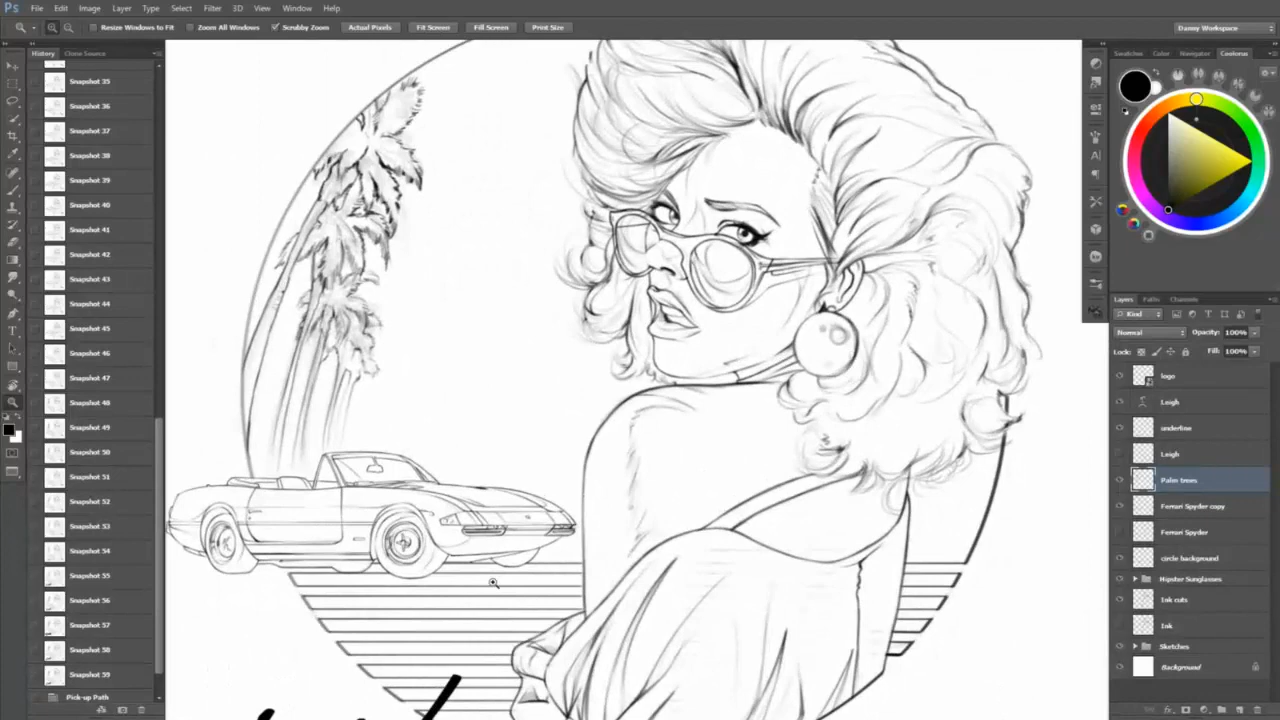 Ps File Edit Image Layer Type Select Filter 3D View Window Help
Resize Windows to Fit Zoom All Windows Scrubby Zoom Actual Pixels Fit Screen Fill Screen Print Size Danny Workspace
History Clone Source
Swatches Color Navigator Coolorus
Snapshot 35
Snapshot 36
Snapshot 37
Snapshot 38
Snapshot 39
Snapshot 40
Snapshot 41
Snapshot 42
Snapshot 43
Snapshot 44
Snapshot 45
Snapshot 46
Snapshot 47
Snapshot 48
Snapshot 49
Snapshot 50
Snapshot 51
Snapshot 52
Snapshot 53
Snapshot 54
Snapshot 55
Snapshot 56
Snapshot 57
Snapshot 58
Snapshot 59
Pick-up Path
Layers Paths Channels
Kind
Normal Opacity: 100%
Lock: Fill: 100%
logo
Leigh
underline
Leigh
Palm trees
Ferrari Spyder copy
Ferrari Spyder
circle background
Hipster Sunglasses
Ink cuts
Ink
Sketches
Background